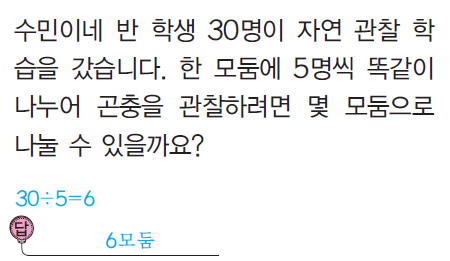 수민이네 반 학생 30명이 자연 관찰 학
습을 갔습니다. 한 모둠에 5명씩 똑같이
나누어 곤충을 관찰하려면 몇 모둠으로
나눌 수 있을까요?
30÷5=6
답
6모둠